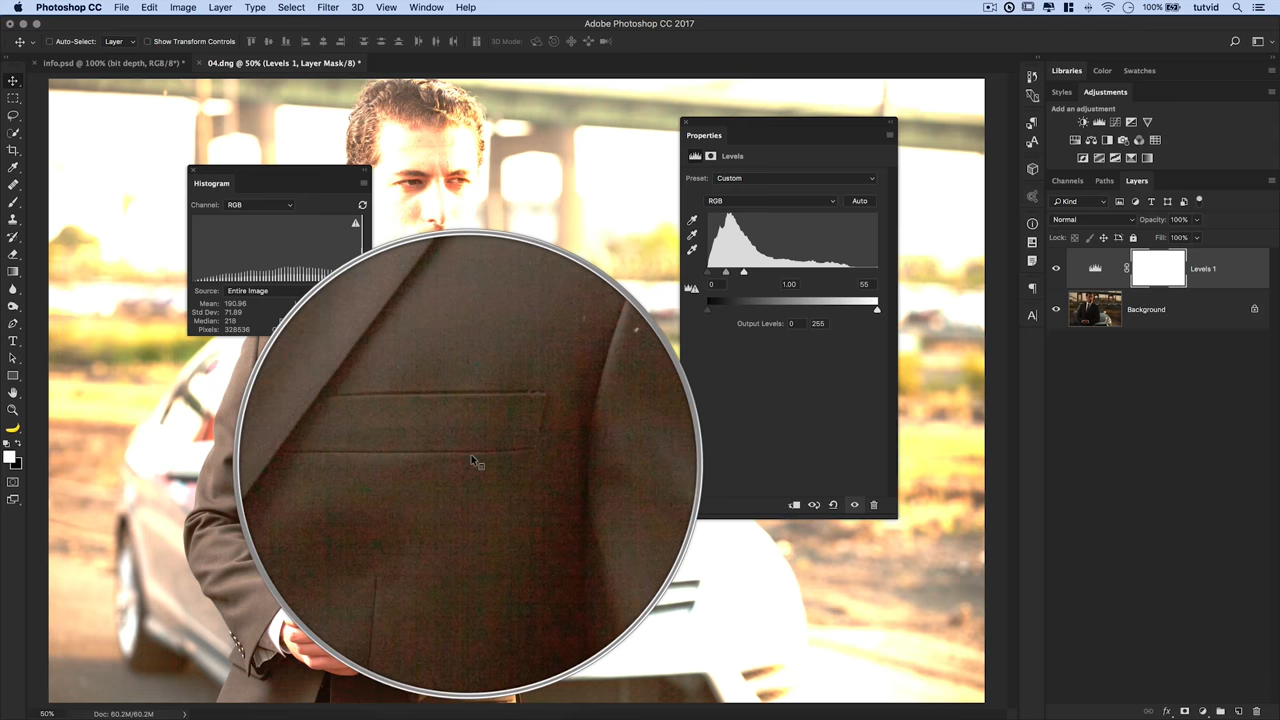 Photoshop CC File Edit Image Layer Type Select Filter 3D View Window Help 100% tutvid
Adobe Photoshop CC 2017
Auto-Select: Layer Show Transform Controls 3D Mode:
info.psd @ 100% (bit depth, RGB/8*) * 04.dng @ 50% (Levels 1, Layer Mask/8) *
Libraries Color Swatches
Styles Adjustments
Add an adjustment
Channels Paths Layers
Kind
Normal Opacity: 100%
Lock: Fill: 100%
Levels 1
Background
Properties
Levels
Preset: Custom
RGB Auto
0 1.00 55
Output Levels: 0 255
Histogram
Channel: RGB
Source: Entire Image
Mean: 190.96
Std Dev: 71.89
Median: 218
Pixels: 328536
50% Doc: 60.2M/60.2M